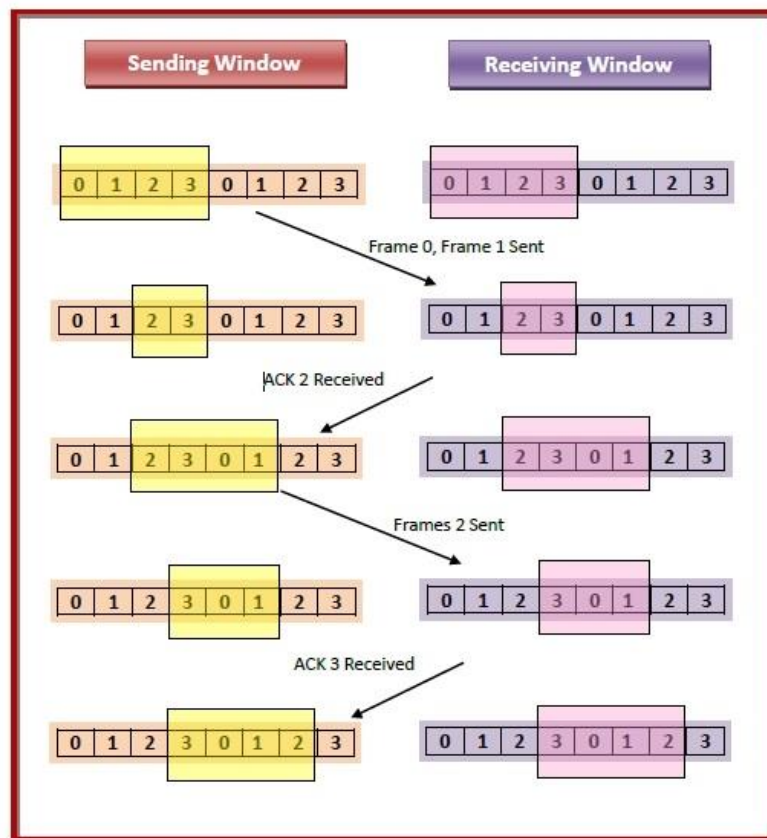 Sending Window
Receiving Window
0 1 2 3 0 1 2 3
0 1 2 3 0 1 2 3
Frame 0, Frame 1 Sent
0 1 2 3 0 1 2 3
0 1 2 3 0 1 2 3
ACK 2 Received
0 1 2 3 0 1 2 3
0 1 2 3 0 1 2 3
Frames 2 Sent
0 1 2 3 0 1 2 3
0 1 2 3 0 1 2 3
ACK 3 Received
0 1 2 3 0 1 2 3
0 1 2 3 0 1 2 3